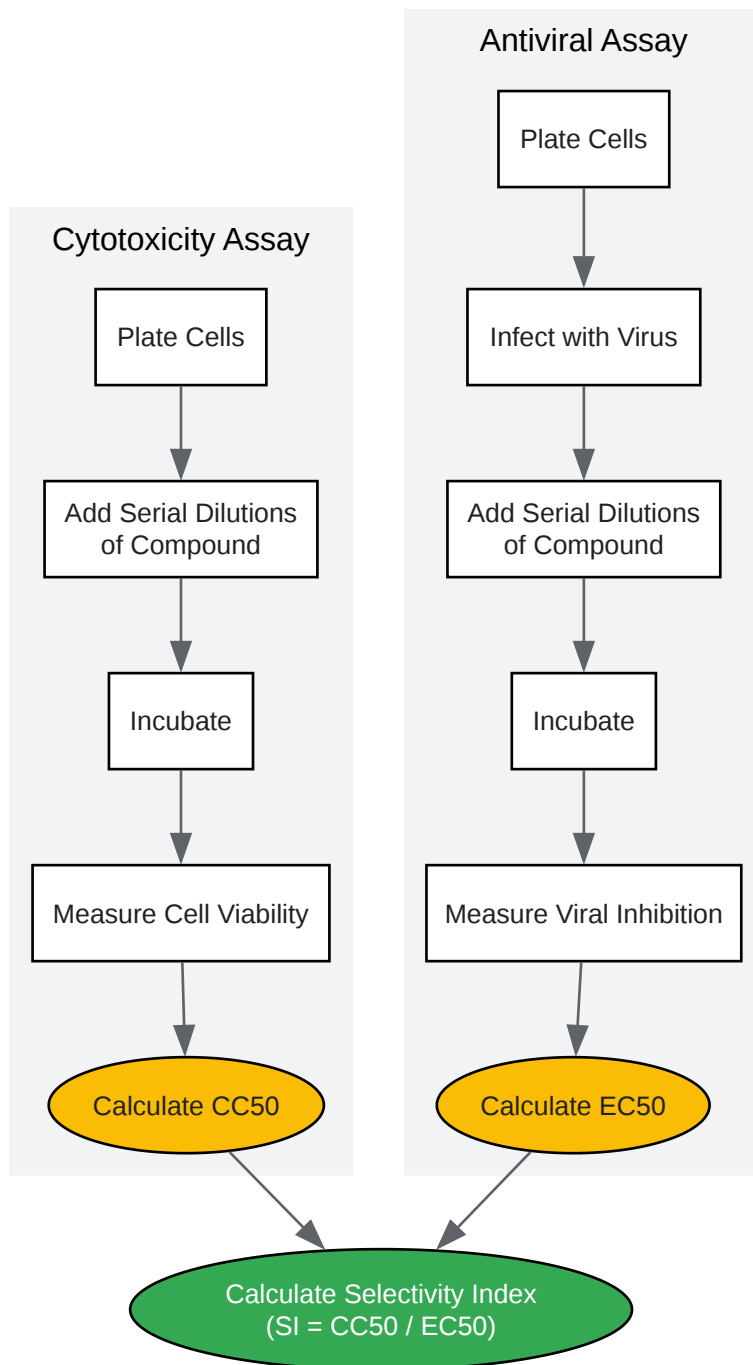 Cytotoxicity Assay
Plate Cells
Add Serial Dilutions
of Compound
Incubate
Measure Cell Viability
Calculate CC50
Antiviral Assay
Plate Cells
Infect with Virus
Add Serial Dilutions
of Compound
Incubate
Measure Viral Inhibition
Calculate EC50
Calculate Selectivity Index
(SI = CC50 / EC50)